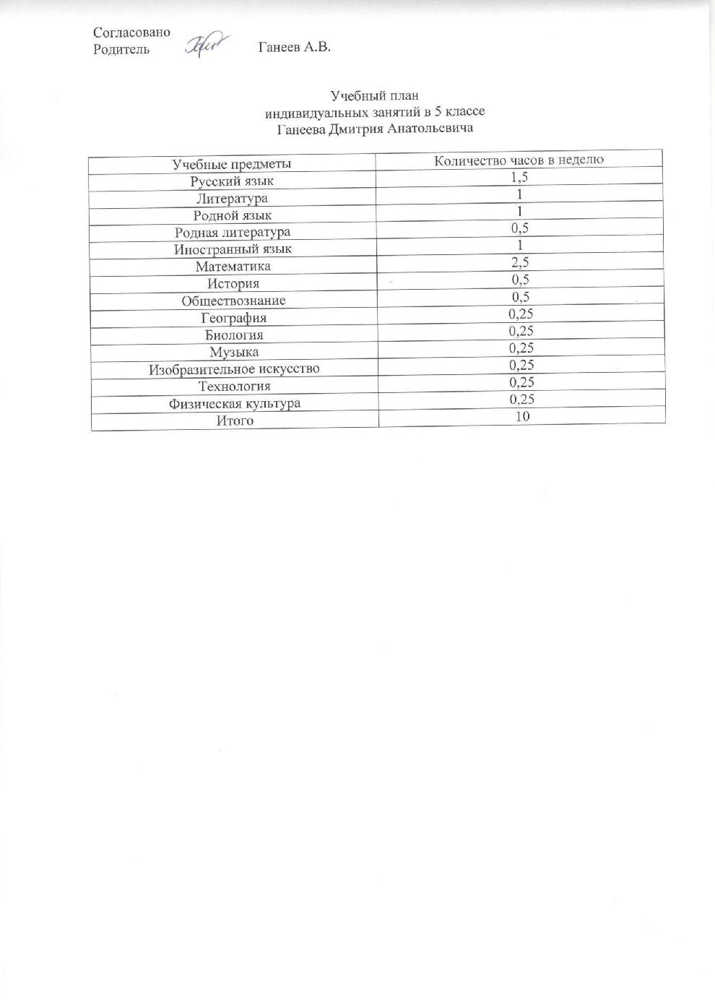 Согласовано
Родитель Ганеев А.В.
Учебный план
индивидуальных занятий в 5 классе
Ганеева Дмитрия Анатольевича
Учебные предметы Количество часов в неделю
Русский язык 1,5
Литература 1
Родной язык 1
Родная литература 0,5
Иностранный язык 1
Математика 2,5
История 0,5
Обществознание 0,5
География 0,25
Биология 0,25
Музыка 0,25
Изобразительное искусство 0,25
Технология 0,25
Физическая культура 0,25
Итого 10